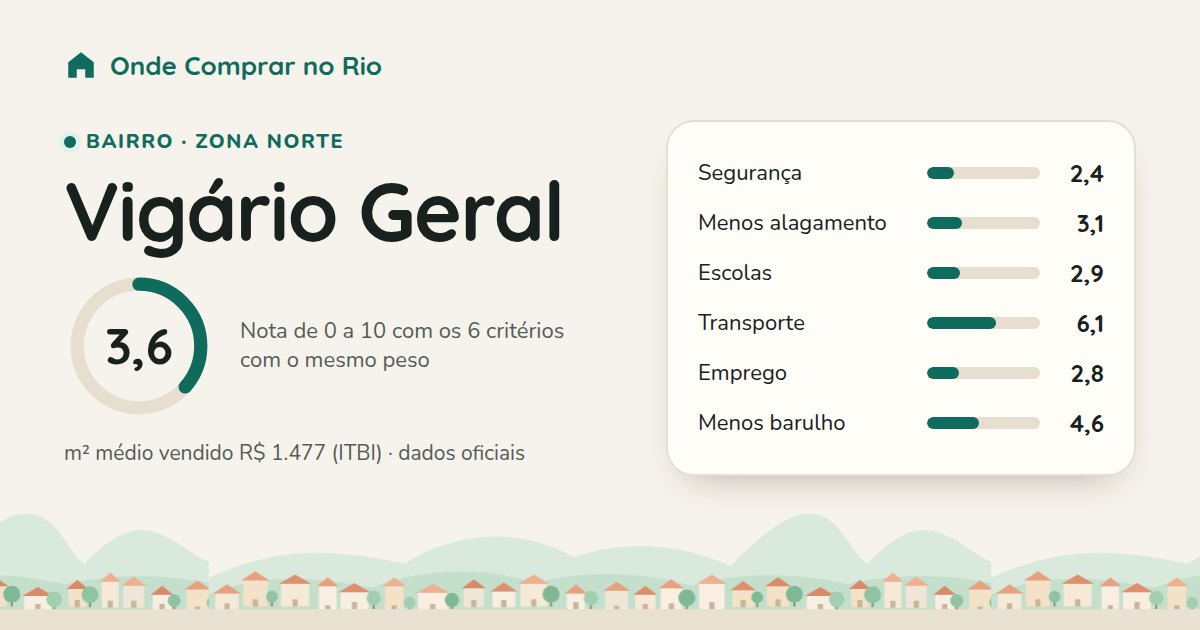 Onde Comprar no Rio
BAIRRO · ZONA NORTE
Vigário Geral
3,6
Nota de 0 a 10 com os 6 critérios
com o mesmo peso
m² médio vendido R$ 1.477 (ITBI) · dados oficiais
Segurança 2,4
Menos alagamento 3,1
Escolas 2,9
Transporte 6,1
Emprego 2,8
Menos barulho 4,6